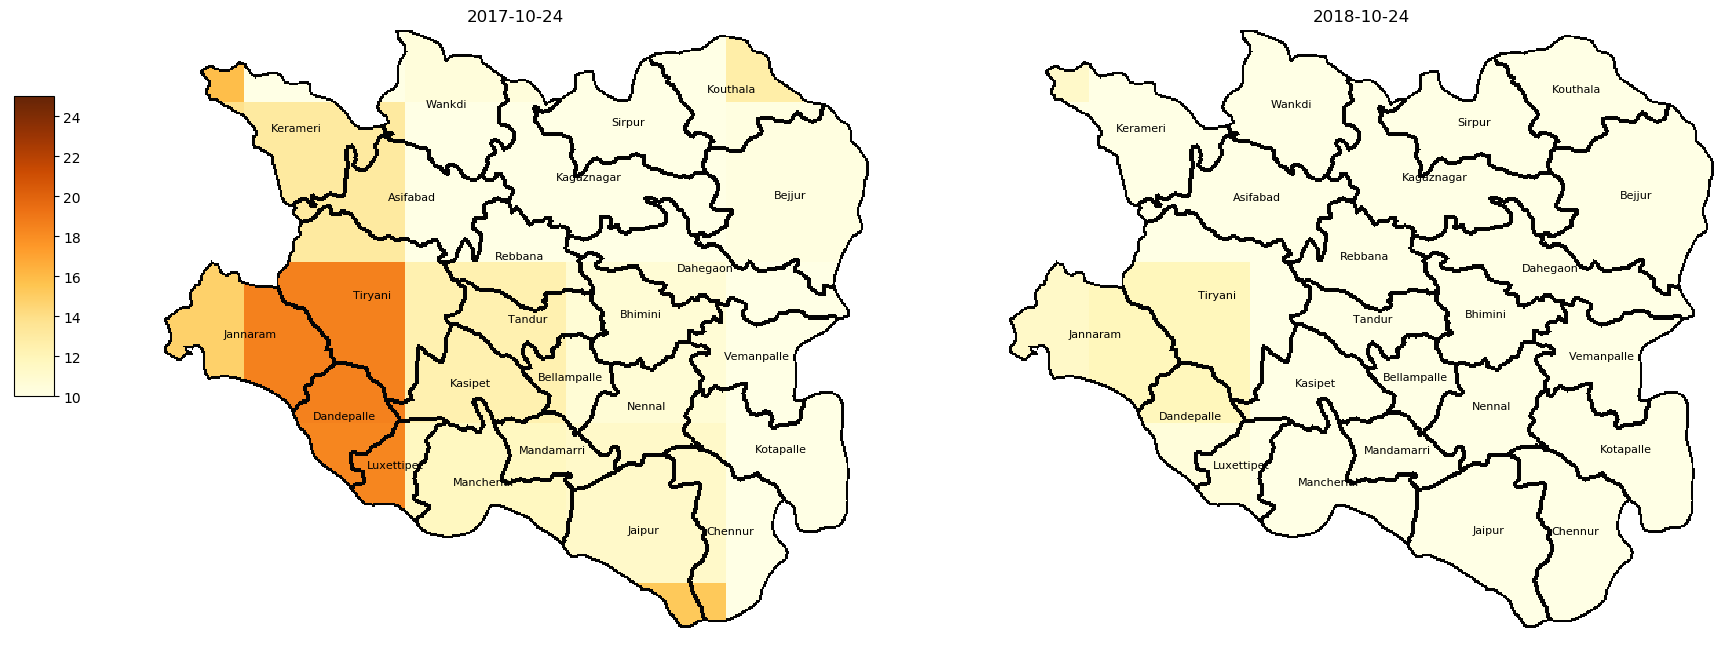 2017-10-24
2018-10-24
24
22
20
18
16
14
12
10
Kouthala
Wankdi
Sirpur
Kerameri
Kagaznagar
Asifabad
Bejjur
Rebbana
Dahegaon
Tiryani
Bhimini
Tandur
Jannaram
Vemanpalle
Bellampalle
Kasipet
Nennal
Dandepalle
Mandamarri
Kotapalle
Luxettipet
Mancherial
Jaipur
Chennur
Kouthala
Wankdi
Sirpur
Kerameri
Kagaznagar
Asifabad
Bejjur
Rebbana
Dahegaon
Tiryani
Bhimini
Tandur
Jannaram
Vemanpalle
Bellampalle
Kasipet
Nennal
Dandepalle
Mandamarri
Kotapalle
Luxettipet
Mancherial
Jaipur
Chennur